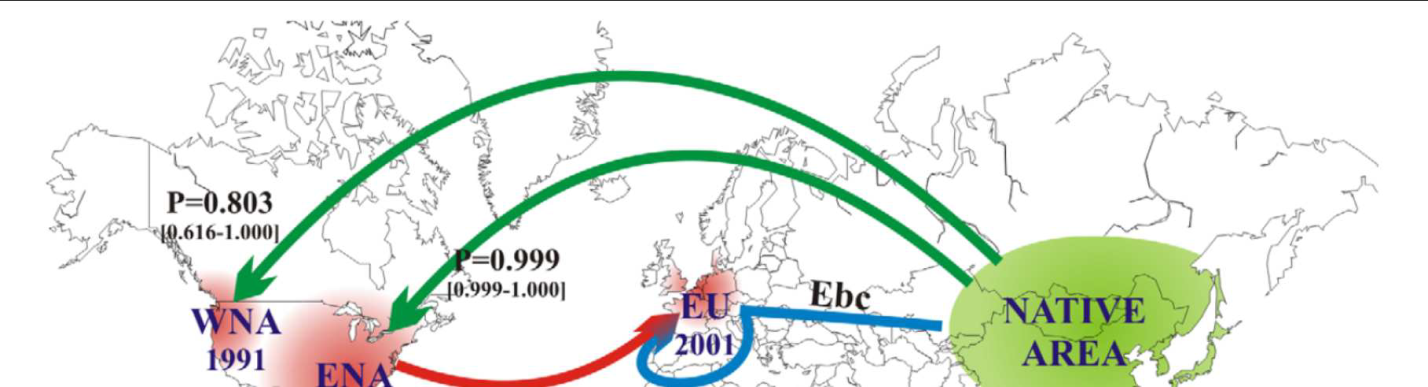 P=0.803
[0.616-1.000]
P=0.999
[0.999-1.000]
Ebc
WNA
1991
ENA
EU
2001
NATIVE
AREA